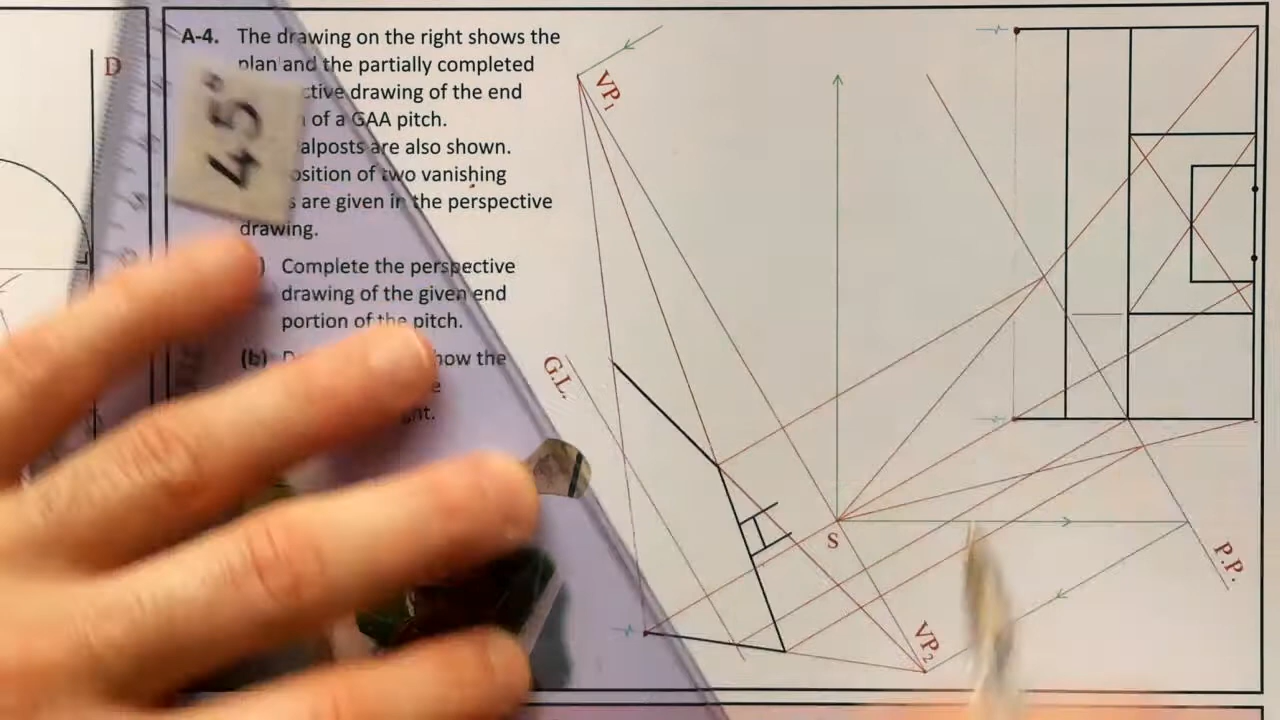 D
A-4. The drawing on the right shows the
plan and the partially completed
ctive drawing of the end
of a GAA pitch.
alposts are also shown.
osition of two vanishing
s are given in the perspective
drawing.
) Complete the perspective
drawing of the given end
portion of the pitch.
(b) how the
e
ht.
45°
VP1
G.L.
S
VP2
P.P.